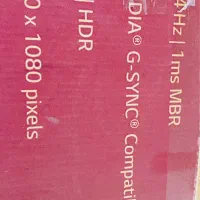 4Hz | 1ms MBR
DIA® G-SYNC® Compati
| HDR
0 x 1080 pixels